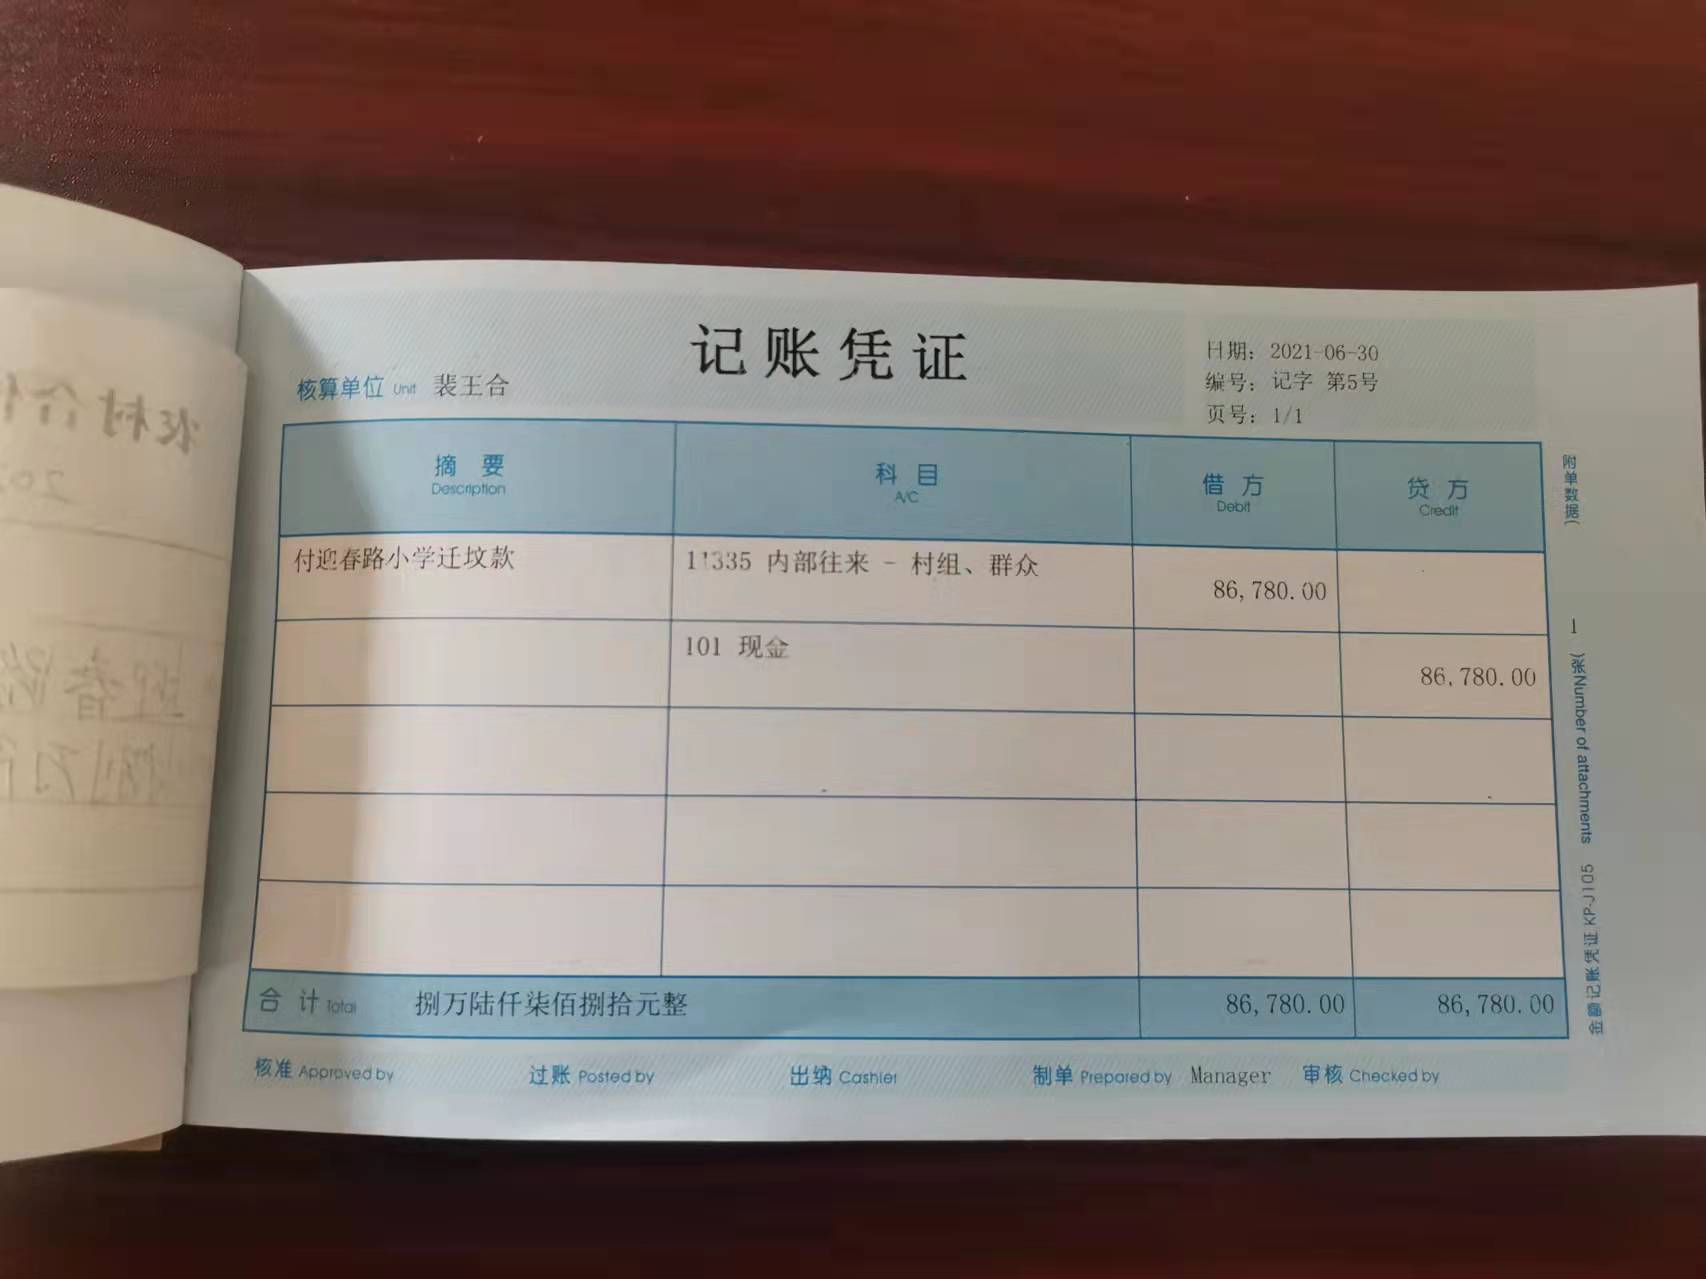 记账凭证
核算单位 Unit 裴王合
日期：2021-06-30
编号：记字 第5号
页号：1/1
摘 要 科 目 借 方 贷 方
Description A/C Debit Credit
付迎春路小学迁坟款 11335 内部往来 - 村组、群众 86,780.00
101 现金 86,780.00
合 计 Total 捌万陆仟柒佰捌拾元整 86,780.00 86,780.00
核准 Approved by 过账 Posted by 出纳 Cashier 制单 Prepared by Manager 审核 Checked by
附单数据） 1 ）张Number of attachments 金额记账凭证 KPJ105
农村合